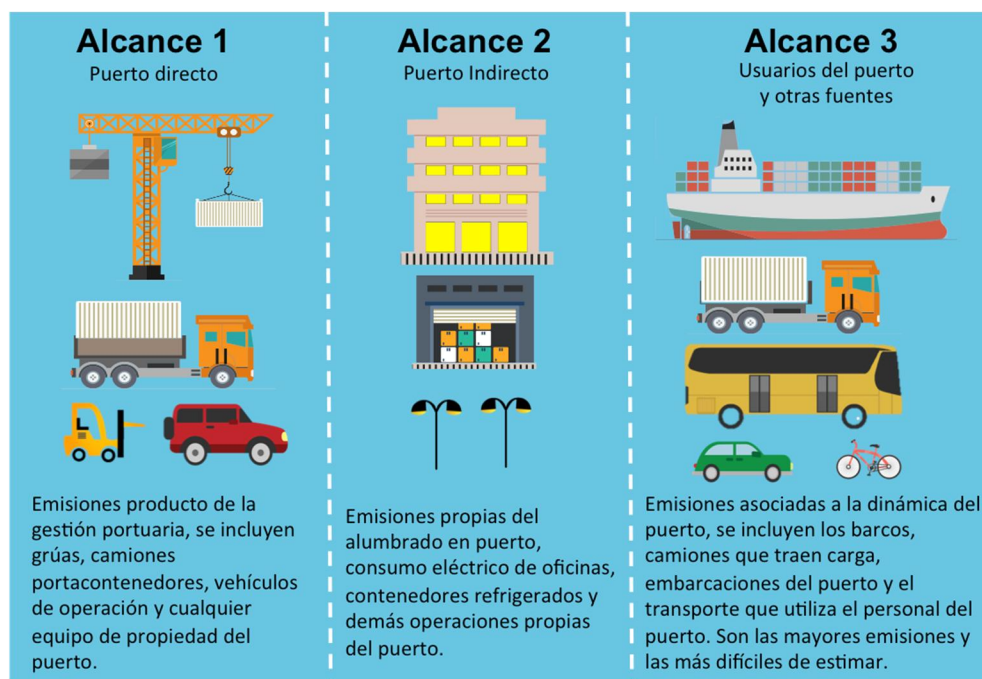 Alcance 1
Puerto directo
Emisiones producto de la
gestión portuaria, se incluyen
grúas, camiones
portacontenedores, vehículos
de operación y cualquier
equipo de propiedad del
puerto.
Alcance 2
Puerto Indirecto
Emisiones propias del
alumbrado en puerto,
consumo eléctrico de oficinas,
contenedores refrigerados y
demás operaciones propias
del puerto.
Alcance 3
Usuarios del puerto
y otras fuentes
Emisiones asociadas a la dinámica del
puerto, se incluyen los barcos,
camiones que traen carga,
embarcaciones del puerto y el
transporte que utiliza el personal del
puerto. Son las mayores emisiones y
las más difíciles de estimar.